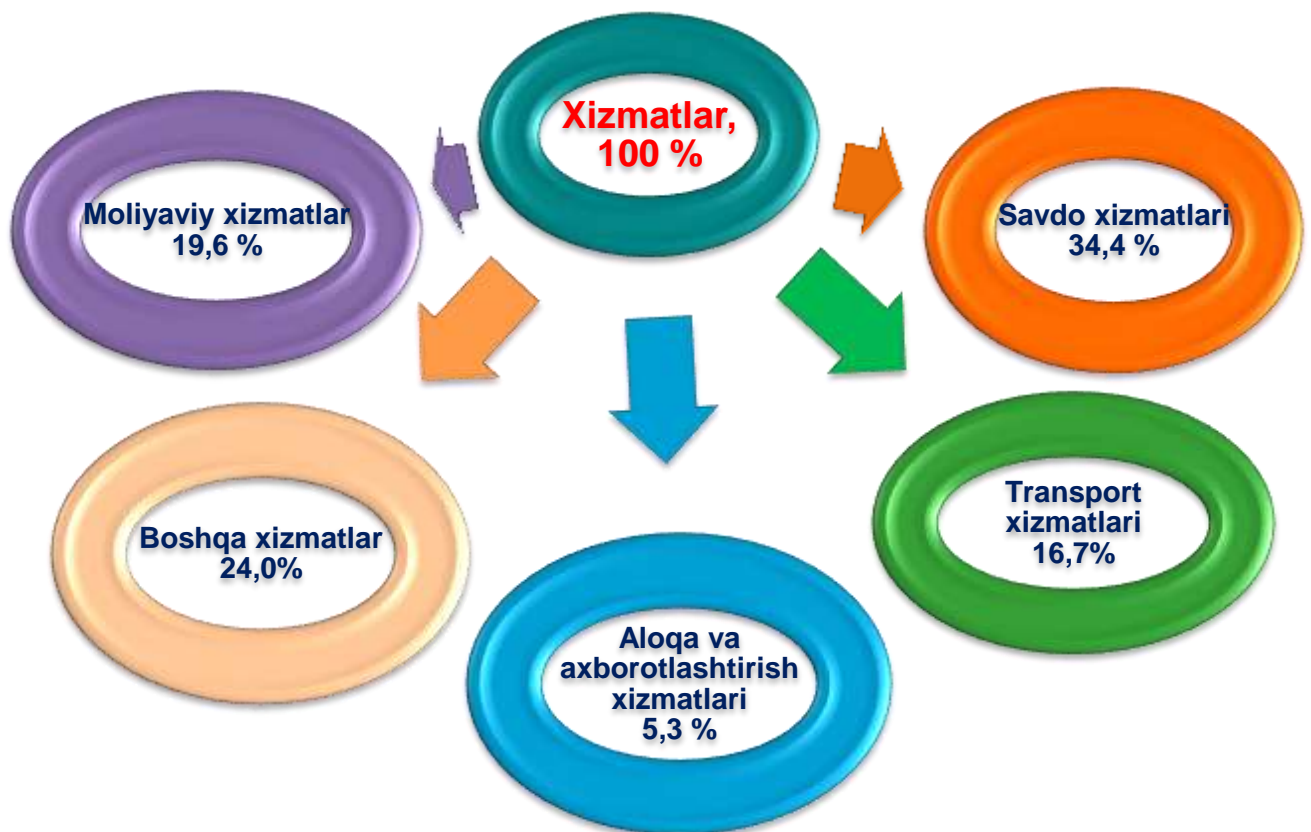 Xizmatlar,
100 %
Moliyaviy xizmatlar
19,6 %
Savdo xizmatlari
34,4 %
Boshqa xizmatlar
24,0%
Transport
xizmatlari
16,7%
Aloqa va
axborotlashtirish
xizmatlari
5,3 %